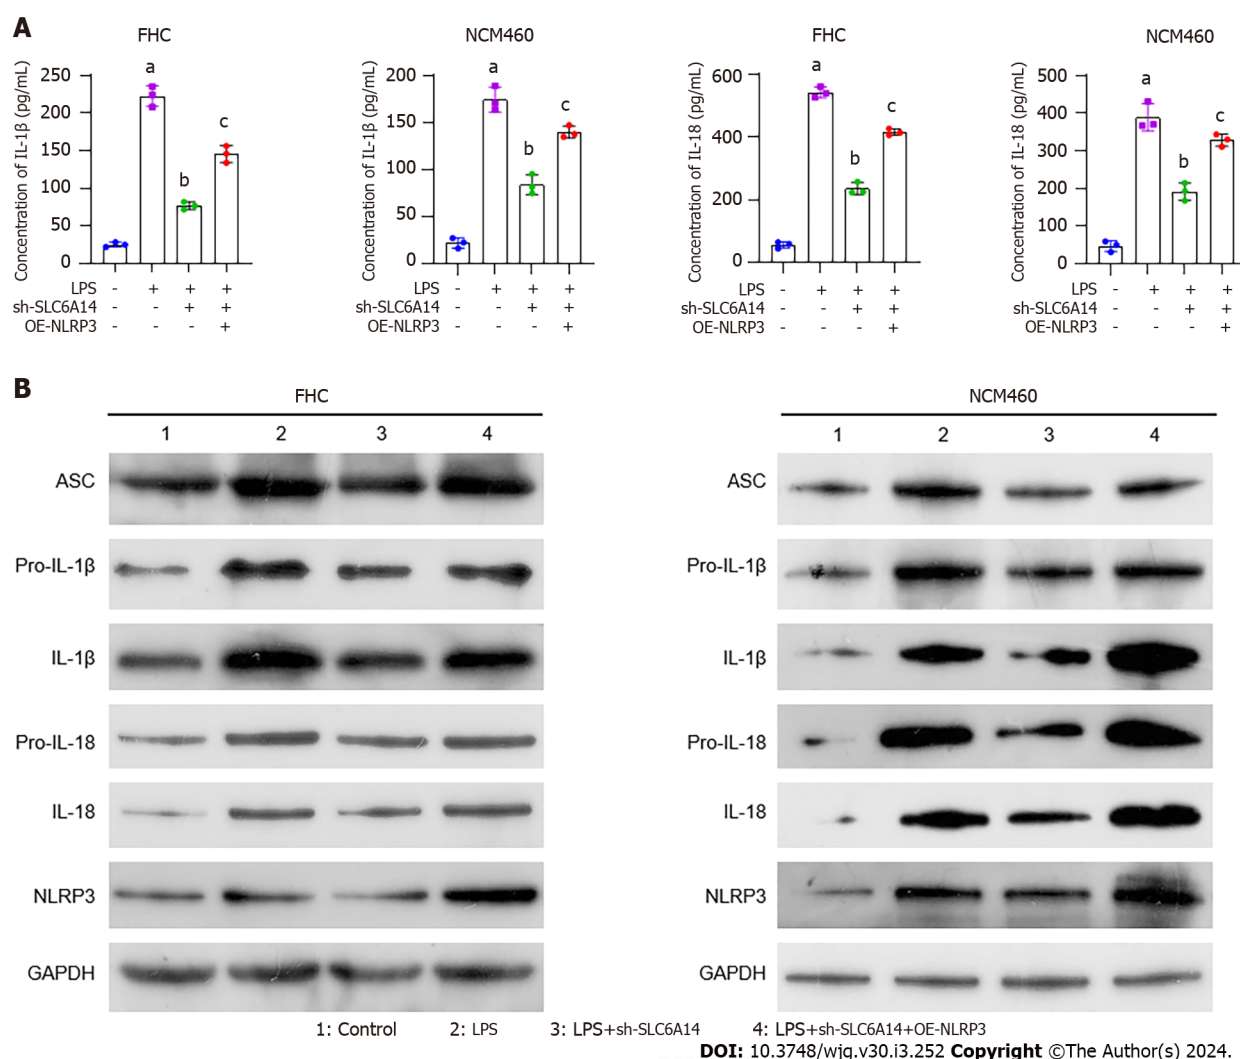 A
FHC NCM460 FHC NCM460
Concentration of IL-1β (pg/mL)
250
200
150
100
50
0
a
b
c
LPS - + + +
sh-SLC6A14 - - + +
OE-NLRP3 - - - +
Concentration of IL-1β (pg/mL)
200
150
100
50
0
a
b
c
LPS - + + +
sh-SLC6A14 - - + +
OE-NLRP3 - - - +
Concentration of IL-18 (pg/mL)
600
400
200
0
a
b
c
LPS - + + +
sh-SLC6A14 - - + +
OE-NLRP3 - - - +
Concentration of IL-18 (pg/mL)
500
400
300
200
100
0
a
b
c
LPS - + + +
sh-SLC6A14 - - + +
OE-NLRP3 - - - +
B
FHC
1 2 3 4
ASC
Pro-IL-1β
IL-1β
Pro-IL-18
IL-18
NLRP3
GAPDH
NCM460
1 2 3 4
ASC
Pro-IL-1β
IL-1β
Pro-IL-18
IL-18
NLRP3
GAPDH
1: Control 2: LPS 3: LPS+sh-SLC6A14 4: LPS+sh-SLC6A14+OE-NLRP3
DOI: 10.3748/wjg.v30.i3.252 Copyright ©The Author(s) 2024.